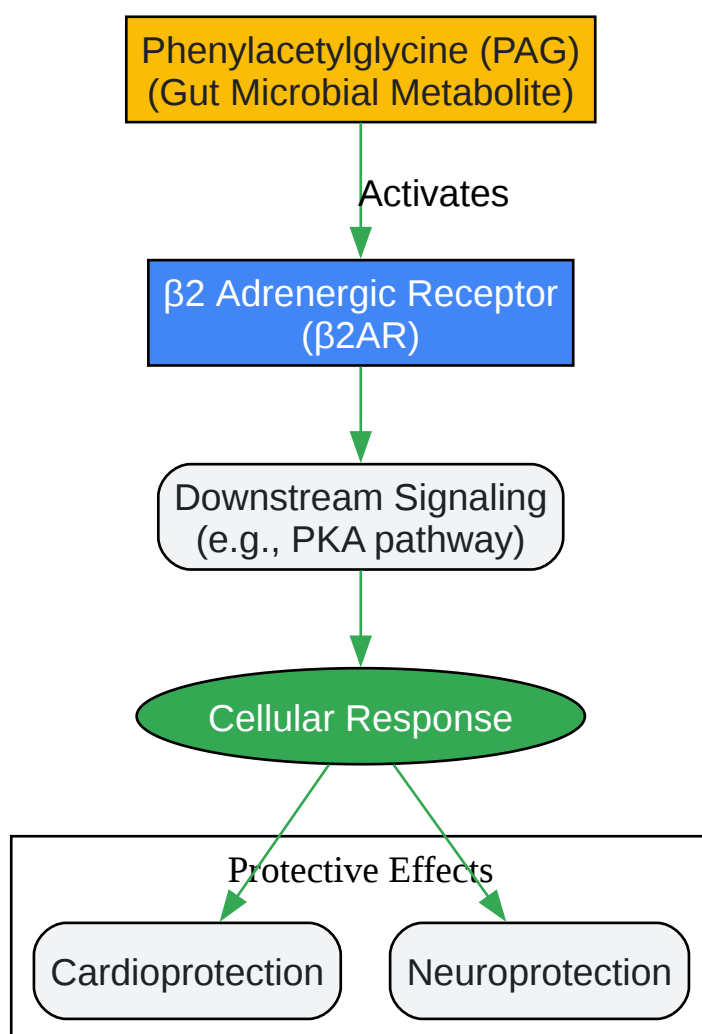 Phenylacetylglycine (PAG)
(Gut Microbial Metabolite)
Activates
β2 Adrenergic Receptor
(β2AR)
Downstream Signaling
(e.g., PKA pathway)
Cellular Response
Protective Effects
Cardioprotection
Neuroprotection